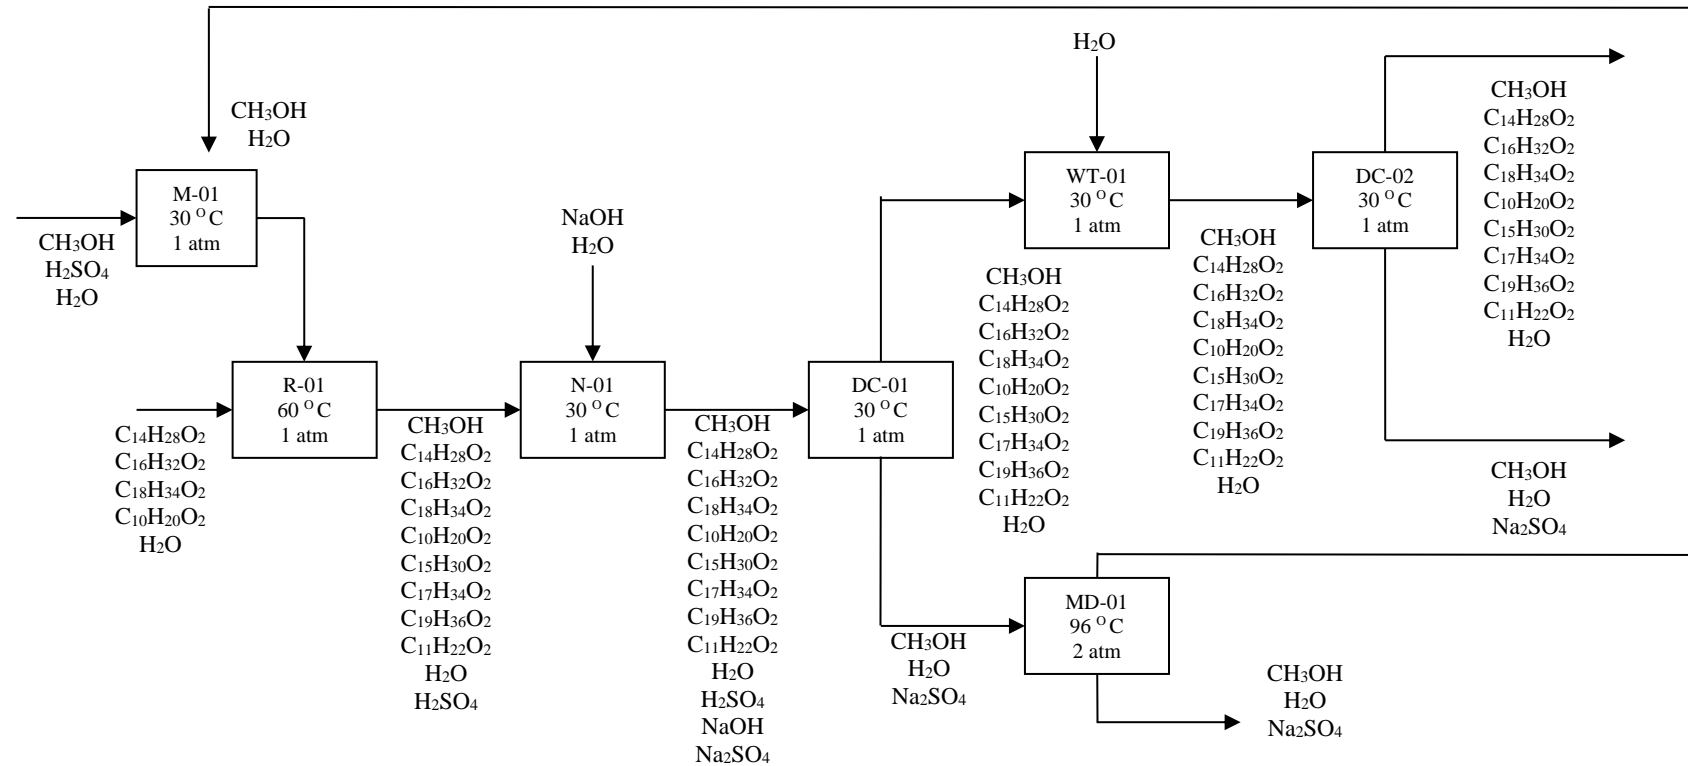 CH₃OH
H₂O
M-01
30 ᴼ C
1 atm
CH₃OH
H₂SO₄
H₂O
R-01
60 ᴼ C
1 atm
C₁₄H₂₈O₂
C₁₆H₃₂O₂
C₁₈H₃₄O₂
C₁₀H₂₀O₂
H₂O
CH₃OH
C₁₄H₂₈O₂
C₁₆H₃₂O₂
C₁₈H₃₄O₂
C₁₀H₂₀O₂
C₁₅H₃₀O₂
C₁₇H₃₄O₂
C₁₉H₃₆O₂
C₁₁H₂₂O₂
H₂O
H₂SO₄
NaOH
H₂O
N-01
30 ᴼ C
1 atm
CH₃OH
C₁₄H₂₈O₂
C₁₆H₃₂O₂
C₁₈H₃₄O₂
C₁₀H₂₀O₂
C₁₅H₃₀O₂
C₁₇H₃₄O₂
C₁₉H₃₆O₂
C₁₁H₂₂O₂
H₂O
H₂SO₄
NaOH
Na₂SO₄
DC-01
30 ᴼ C
1 atm
CH₃OH
C₁₄H₂₈O₂
C₁₆H₃₂O₂
C₁₈H₃₄O₂
C₁₀H₂₀O₂
C₁₅H₃₀O₂
C₁₇H₃₄O₂
C₁₉H₃₆O₂
C₁₁H₂₂O₂
H₂O
CH₃OH
H₂O
Na₂SO₄
H₂O
WT-01
30 ᴼ C
1 atm
CH₃OH
C₁₄H₂₈O₂
C₁₆H₃₂O₂
C₁₈H₃₄O₂
C₁₀H₂₀O₂
C₁₅H₃₀O₂
C₁₇H₃₄O₂
C₁₉H₃₆O₂
C₁₁H₂₂O₂
H₂O
DC-02
30 ᴼ C
1 atm
CH₃OH
C₁₄H₂₈O₂
C₁₆H₃₂O₂
C₁₈H₃₄O₂
C₁₀H₂₀O₂
C₁₅H₃₀O₂
C₁₇H₃₄O₂
C₁₉H₃₆O₂
C₁₁H₂₂O₂
H₂O
CH₃OH
H₂O
Na₂SO₄
MD-01
96 ᴼ C
2 atm
CH₃OH
H₂O
Na₂SO₄